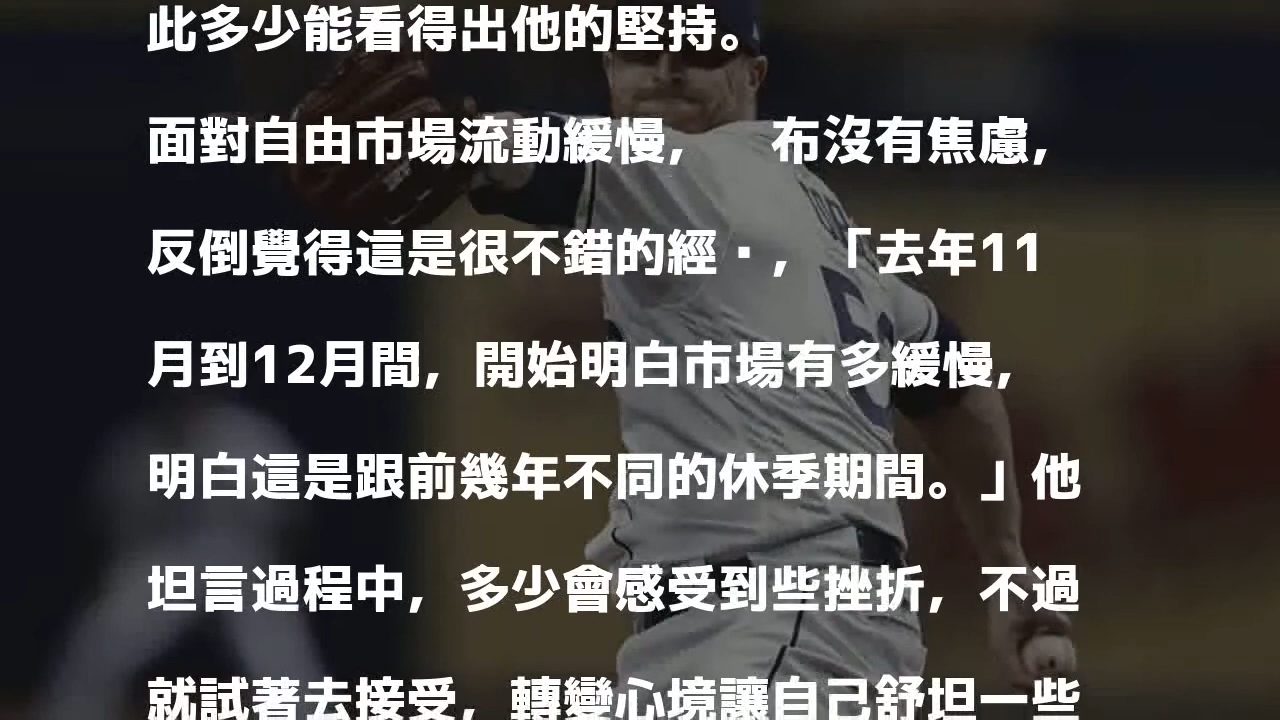 此多少能看得出他的堅持。
面對自由市場流動緩慢，　布沒有焦慮，
反倒覺得這是很不錯的經▪，「去年11
月到12月間，開始明白市場有多緩慢，
明白這是跟前幾年不同的休季期間。」他
坦言過程中，多少會感受到些挫折，不過
就試著去接受，轉變心境讓自己舒坦一些